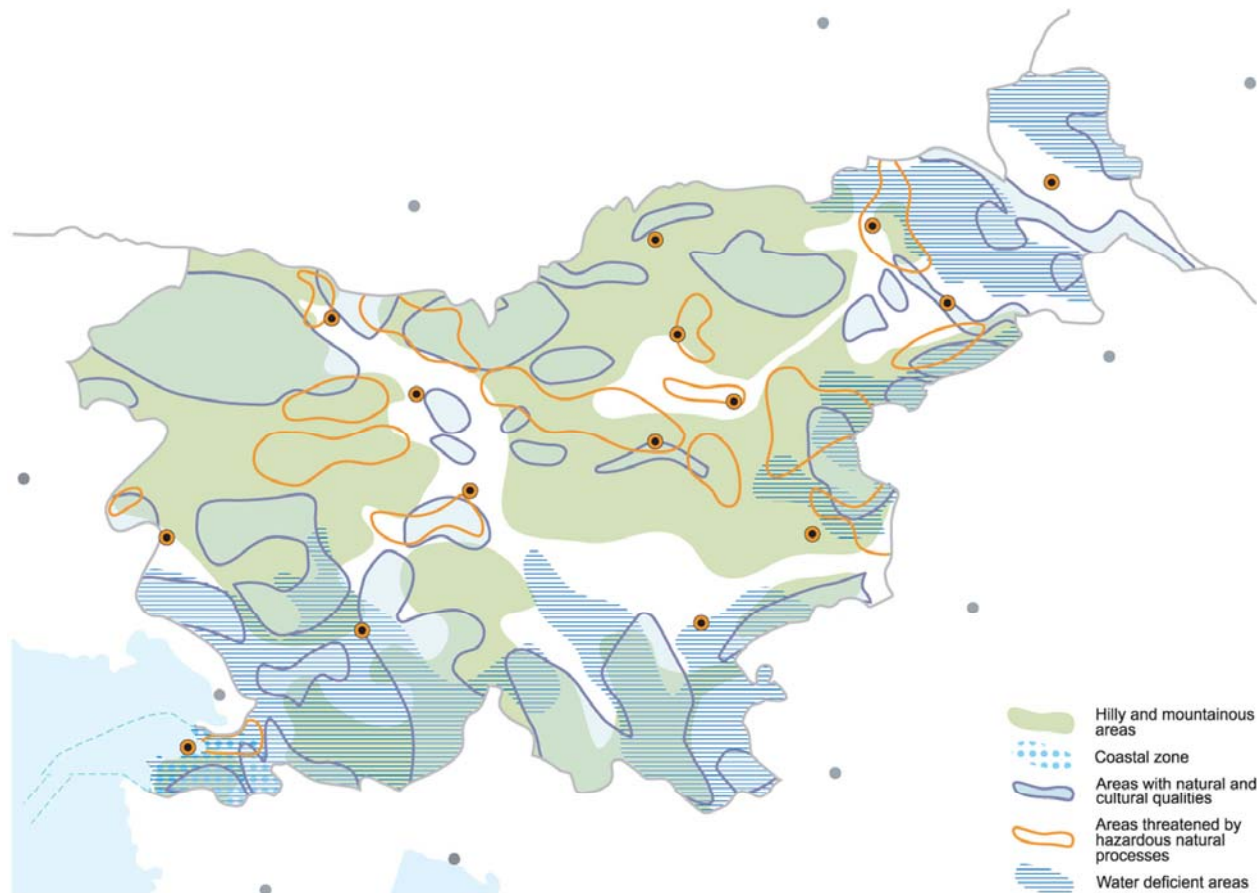 Hilly and mountainous
areas
Coastal zone
Areas with natural and
cultural qualities
Areas threatened by
hazardous natural
processes
Water deficient areas